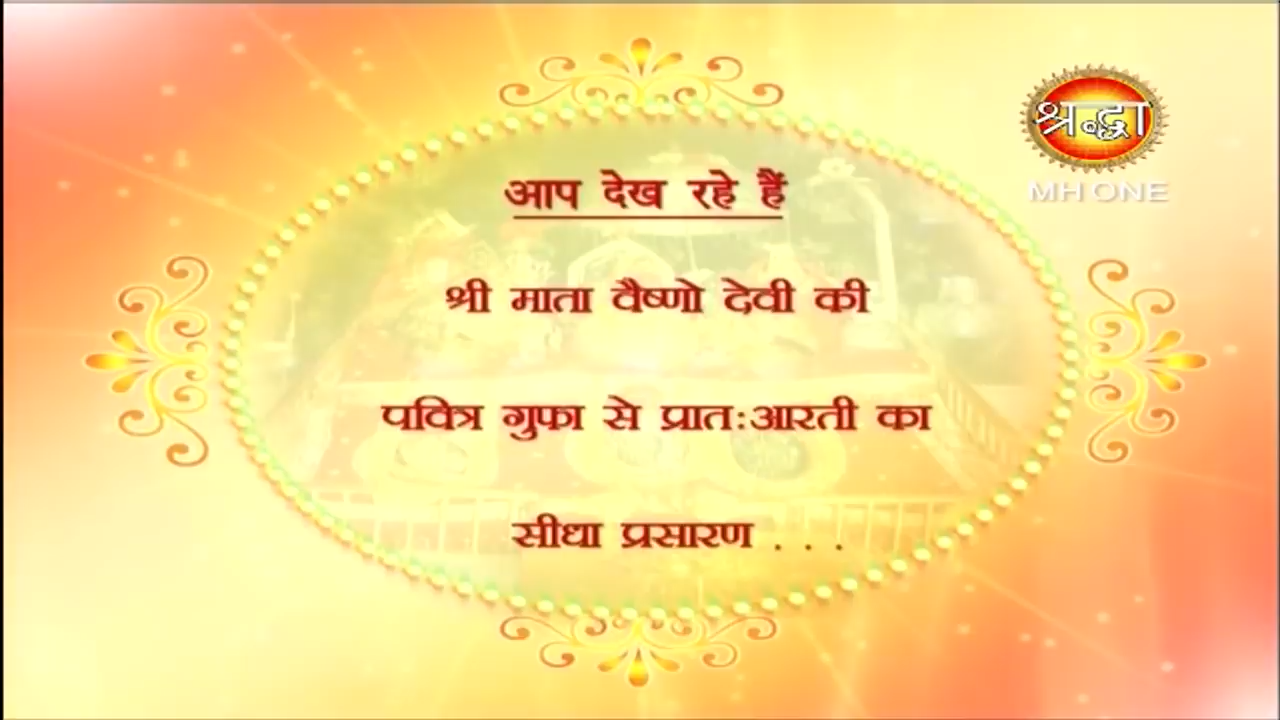 श्रद्धा
MH ONE
आप देख रहे हैं
श्री माता वैष्णो देवी की
पवित्र गुफा से प्रातःआरती का
सीधा प्रसारण . . .